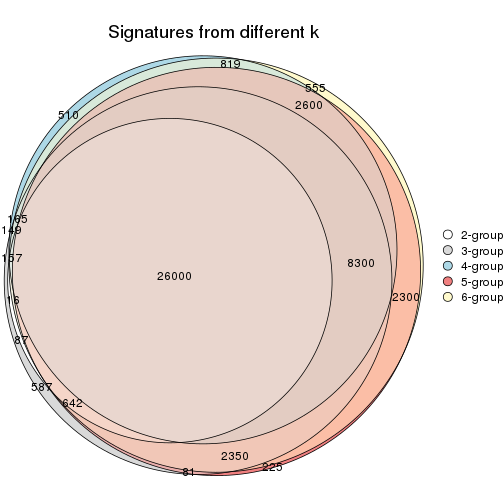 Signatures from different k
819
555
2600
510
165
149
157
8300
26000
2300
16
87
587
642
2350
225
81
2-group
3-group
4-group
5-group
6-group